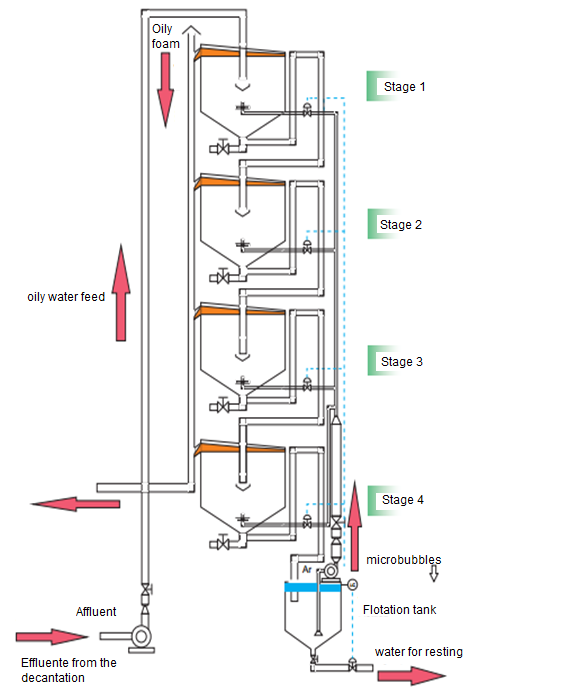 Oily
foam
Stage 1
Stage 2
oily water feed
Stage 3
Stage 4
microbubbles
Ar
Flotation tank
Affluent
water for resting
Effluente from the
decantation